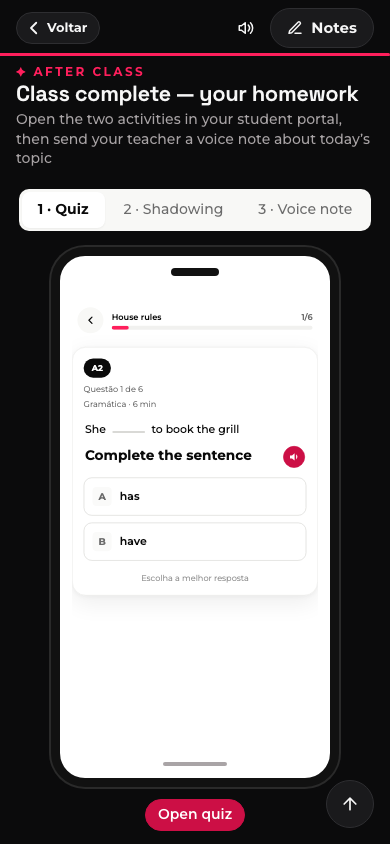 Voltar
Notes
AFTER CLASS
Class complete — your homework
Open the two activities in your student portal,
then send your teacher a voice note about today's
topic
1 · Quiz
2 · Shadowing
3 · Voice note
House rules
1/6
A2
Questão 1 de 6
Gramática · 6 min
She ______ to book the grill
Complete the sentence
A has
B have
Escolha a melhor resposta
Open quiz